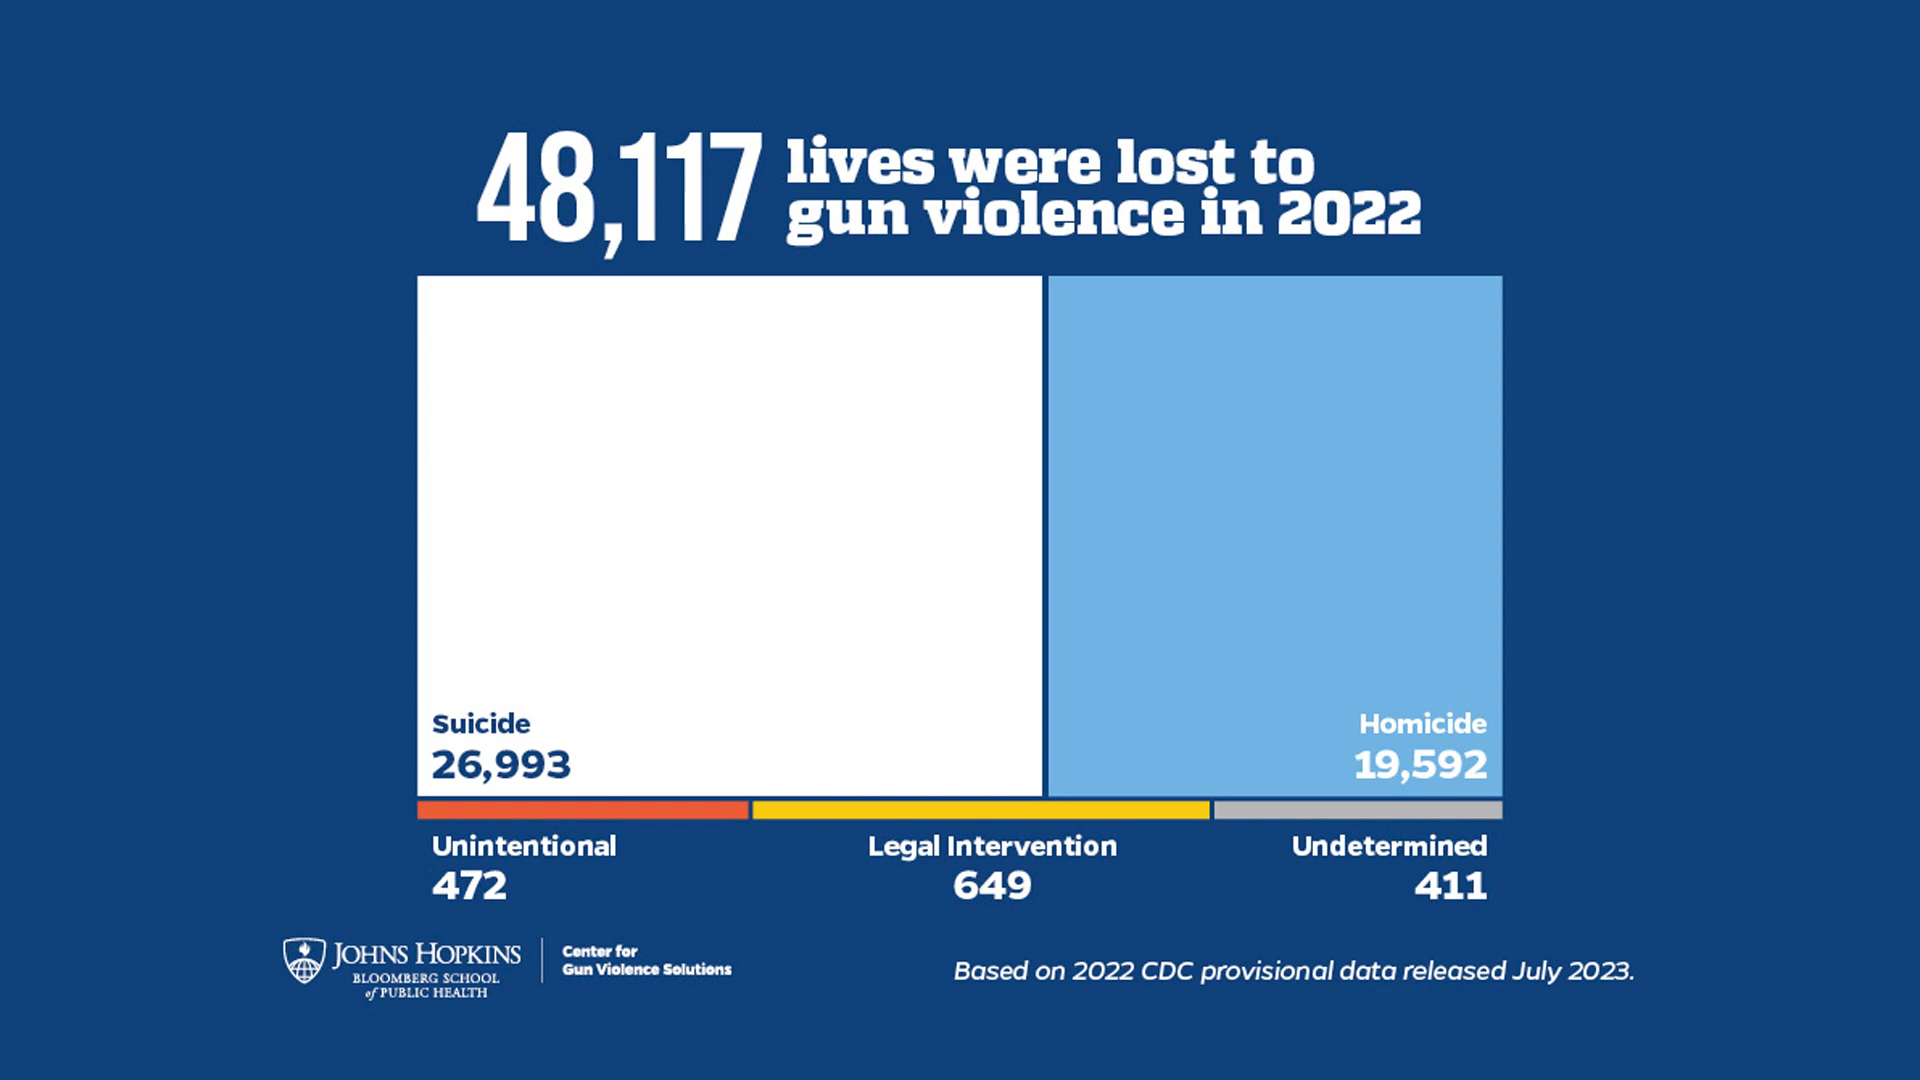 48,117 lives were lost to
gun violence in 2022
Suicide
26,993
Homicide
19,592
Unintentional
472
Legal Intervention
649
Undetermined
411
JOHNS HOPKINS
BLOOMBERG SCHOOL
of PUBLIC HEALTH
Center for
Gun Violence Solutions
Based on 2022 CDC provisional data released July 2023.